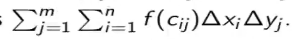 s ∑_{j=1}^{m} ∑_{i=1}^{n} f(c_{ij})Δx_iΔy_j.